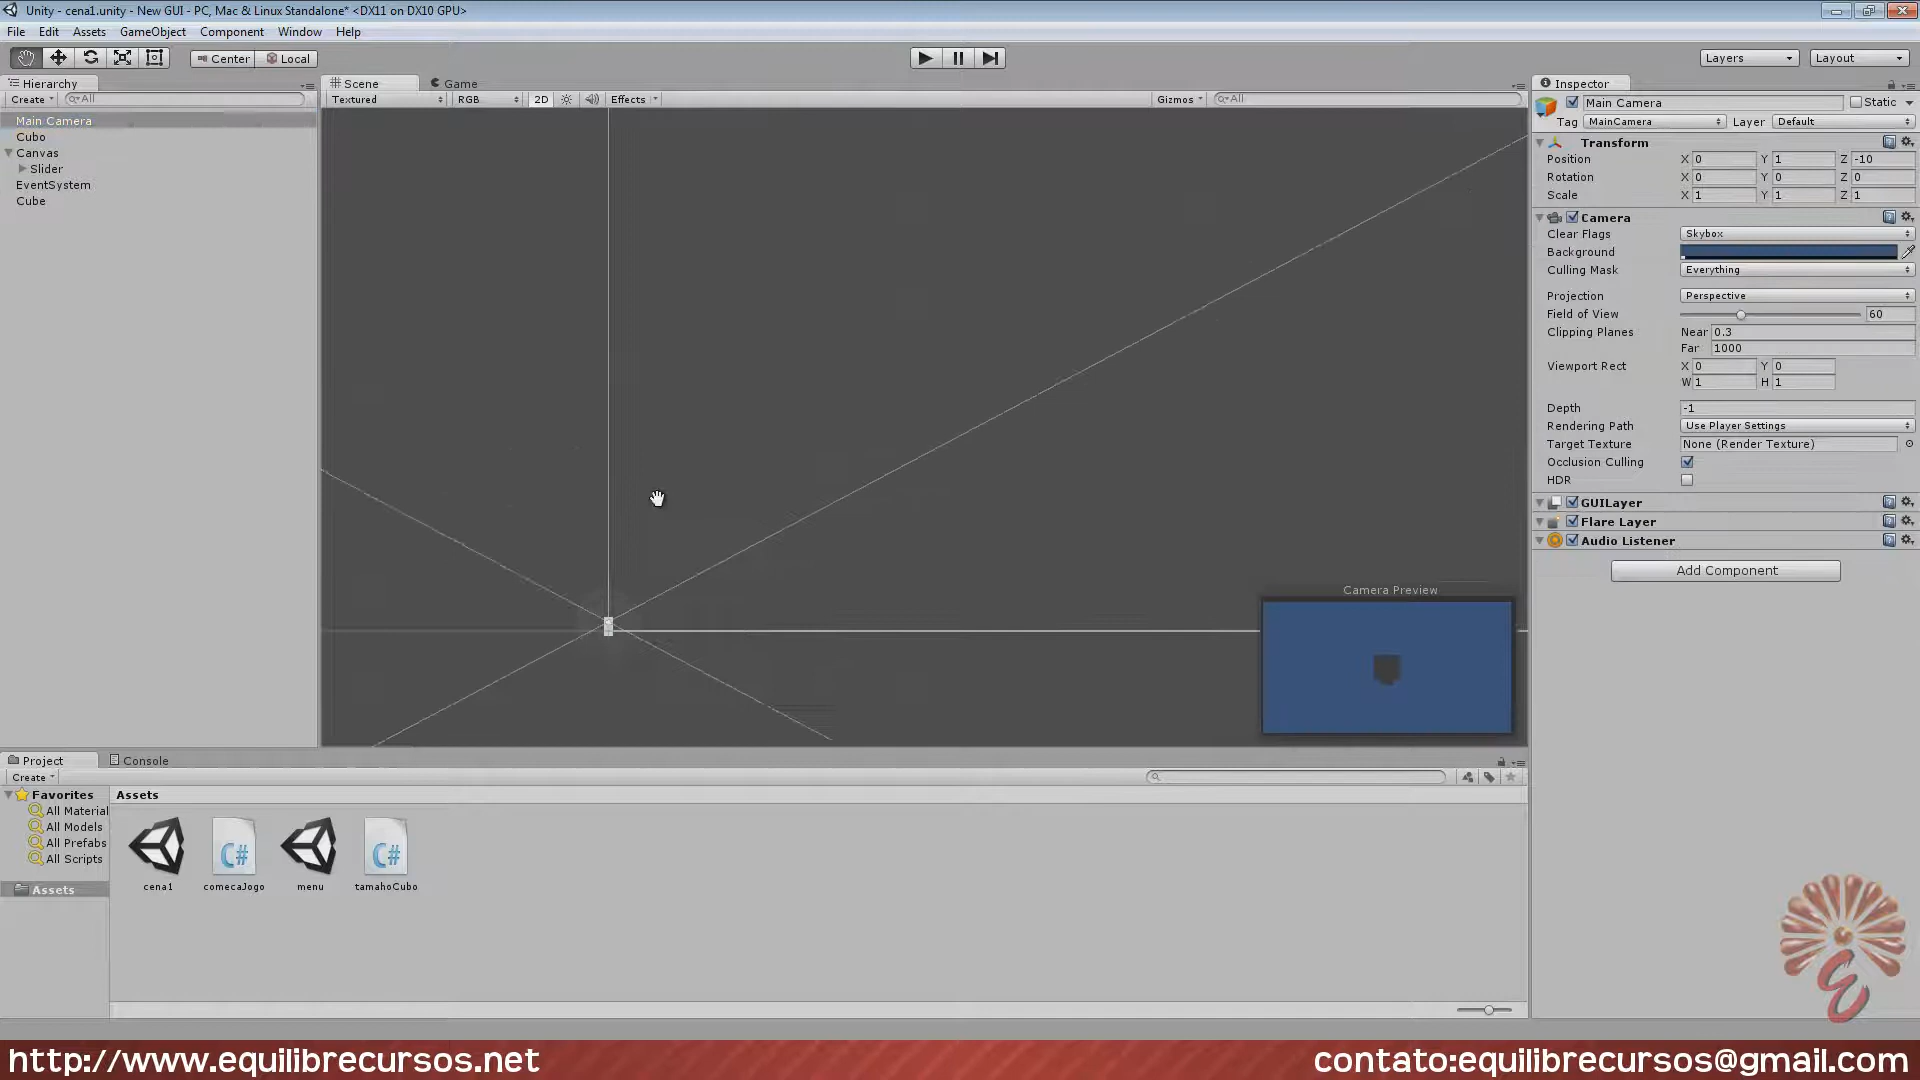 Unity - cena1.unity - New GUI - PC, Mac & Linux Standalone* <DX11 on DX10 GPU>
File Edit Assets GameObject Component Window Help
Center Local Layers Layout
Hierarchy
Create All
Main Camera
Cubo
Canvas
Slider
EventSystem
Cube
Scene Game
Textured RGB 2D Effects Gizmos All
Camera Preview
Inspector
Main Camera Static
Tag MainCamera Layer Default
Transform
Position X 0 Y 1 Z -10
Rotation X 0 Y 0 Z 0
Scale X 1 Y 1 Z 1
Camera
Clear Flags Skybox
Background
Culling Mask Everything
Projection Perspective
Field of View 60
Clipping Planes Near 0.3
Far 1000
Viewport Rect X 0 Y 0
W 1 H 1
Depth -1
Rendering Path Use Player Settings
Target Texture None (Render Texture)
Occlusion Culling
HDR
GUILayer
Flare Layer
Audio Listener
Add Component
Project Console
Create
Favorites
All Material
All Models
All Prefabs
All Scripts
Assets
Assets
C# C#
cena1 comecaJogo menu tamahoCubo
http://www.equilibrecursos.net contato:equilibrecursos@gmail.com